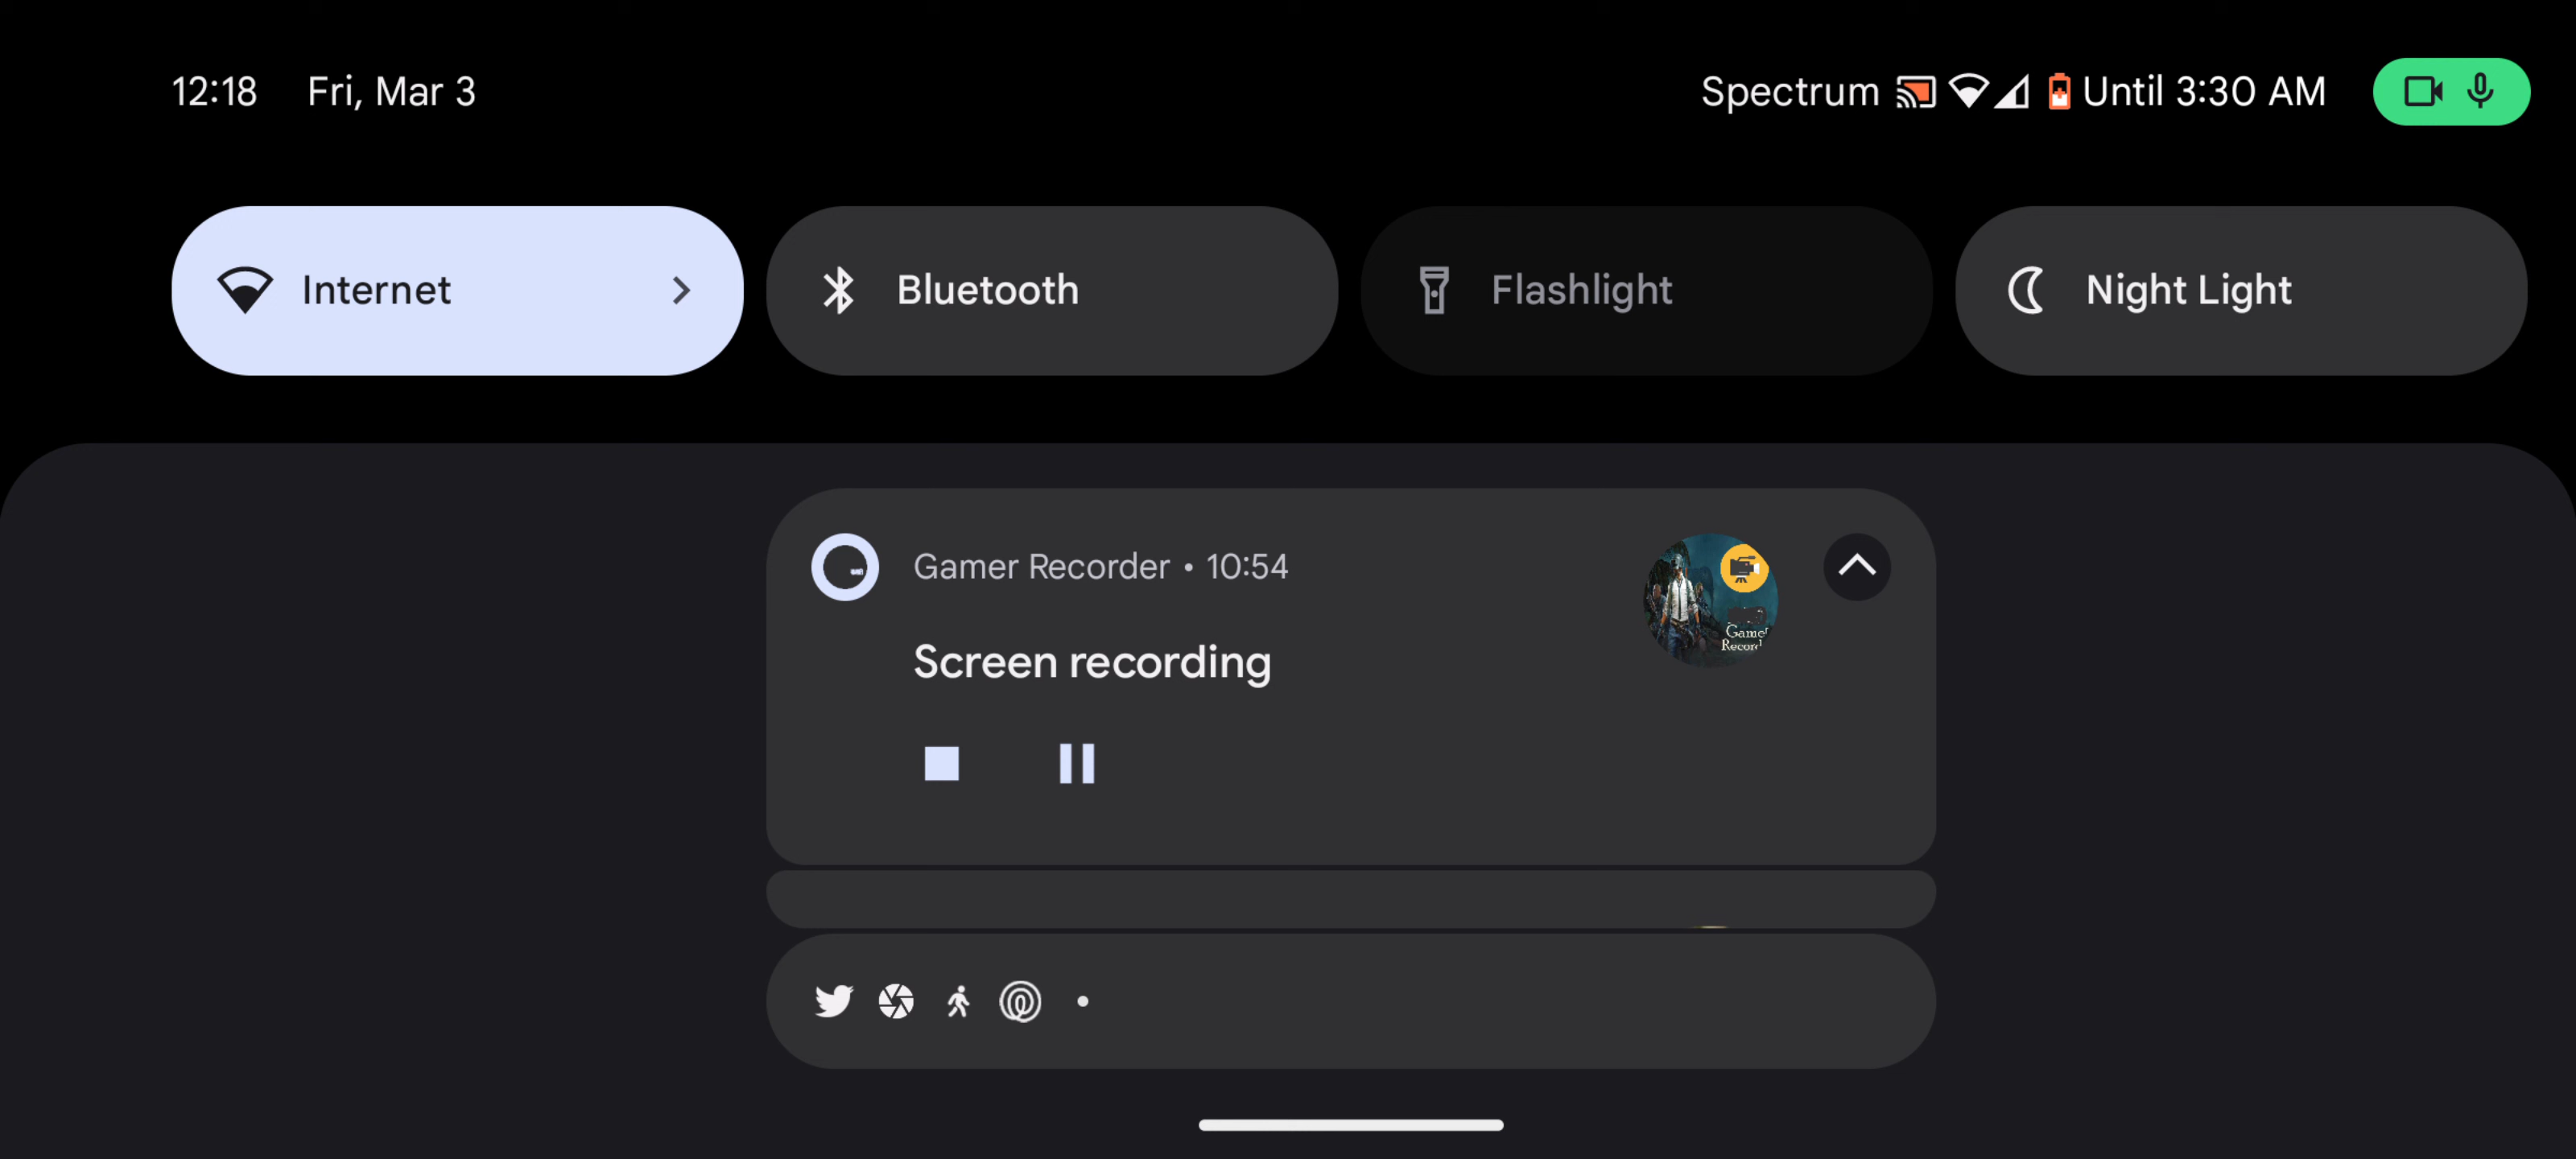 12:18 Fri, Mar 3 Spectrum Until 3:30 AM
Internet Bluetooth Flashlight Night Light
Gamer Recorder • 10:54
Screen recording